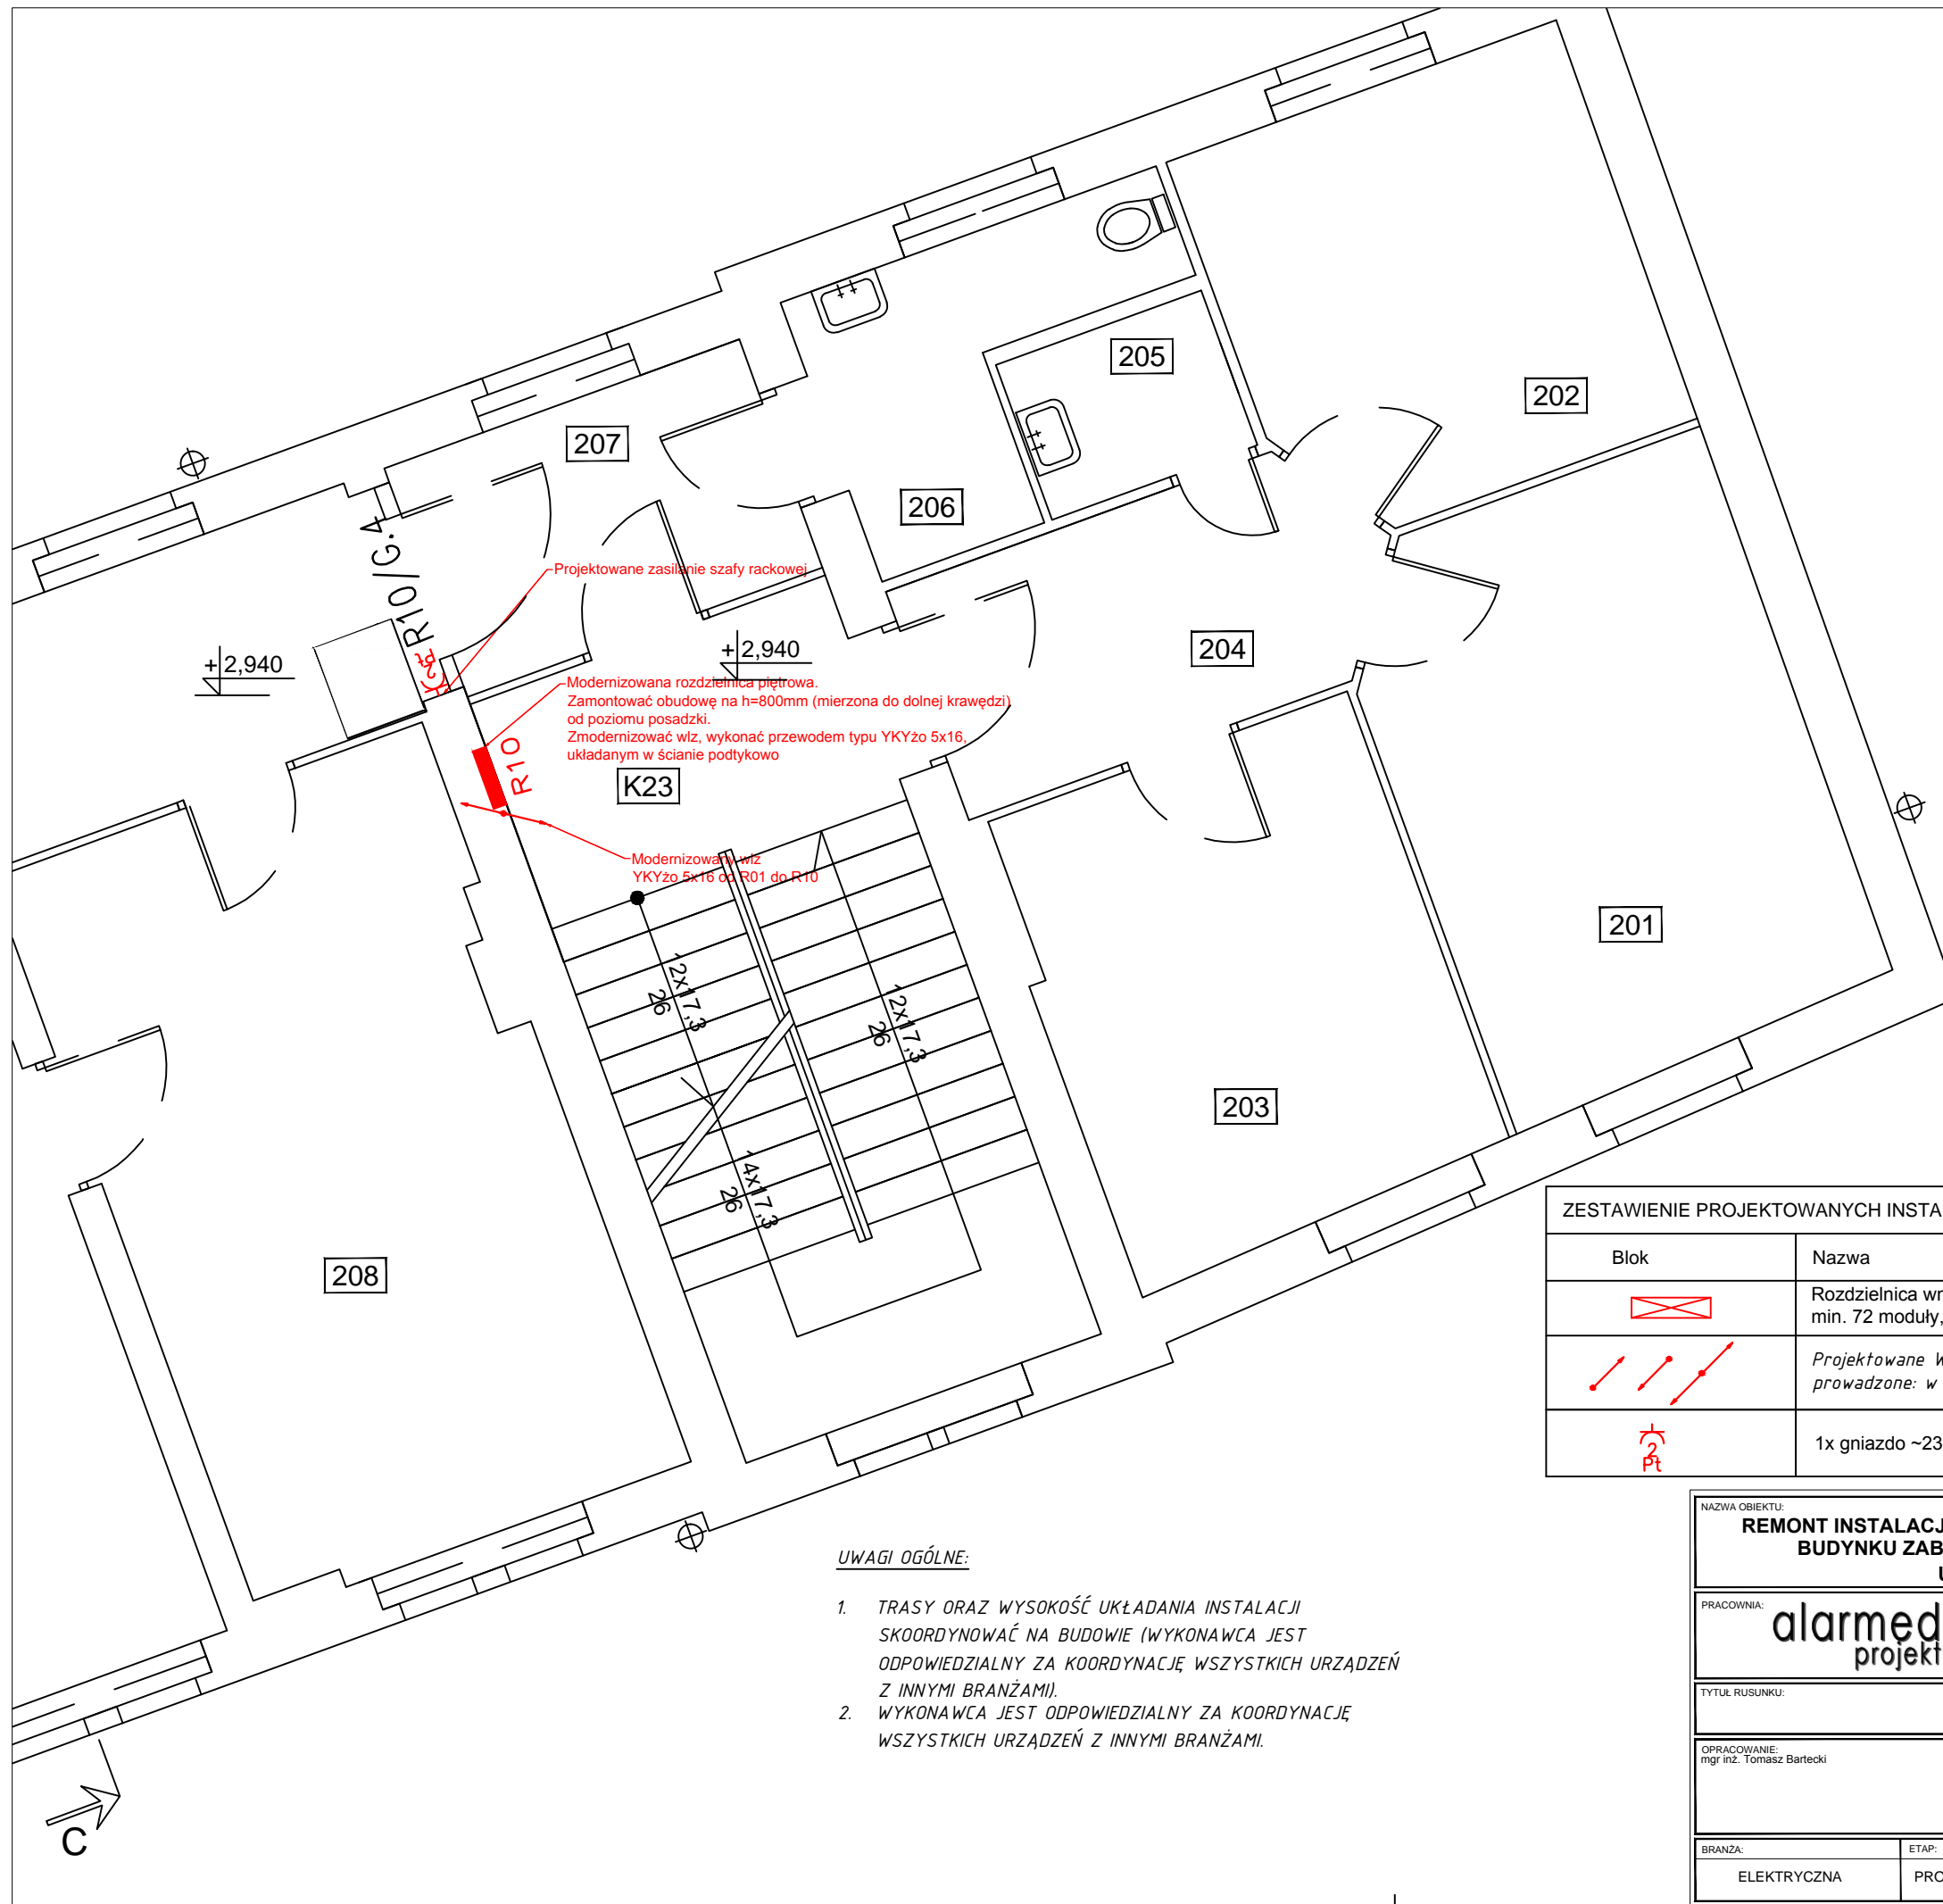 202
205
207
206
R10/G.4
Projektowane zasilanie szafy rackowej
204
+2,940
+2,940
2
Pt
Modernizowana rozdzielnica piętrowa.
Zamontować obudowę na h=800mm (mierzona do dolnej krawędzi)
od poziomu posadzki.
Zmodernizować wlz, wykonać przewodem typu YKYżo 5x16,
układanym w ścianie podtykowo
R10
K23
Modernizowany wlz
YKYżo 5x16 od R01 do R10
201
12x17,3
26
12x17,3
26
203
14x17,3
26
208
ZESTAWIENIE PROJEKTOWANYCH INSTA
Blok
Nazwa
Rozdzielnica
min. 72 moduły,
Projektowane
prowadzone: w
2
Pt
1x gniazdo ~23
NAZWA OBIEKTU:
REMONT INSTALACJ
BUDYNKU ZAB
PRACOWNIA:
alarmed
projekt
TYTUŁ RUSUNKU:
OPRACOWANIE:
mgr inż. Tomasz Bartecki
BRANŻA:
ETAP:
ELEKTRYCZNA
PRO
UWAGI OGÓLNE:
1. TRASY ORAZ WYSOKOŚĆ UKŁADANIA INSTALACJI
SKOORDYNOWAĆ NA BUDOWIE (WYKONAWCA JEST
ODPOWIEDZIALNY ZA KOORDYNACJĘ WSZYSTKICH URZĄDZEŃ
Z INNYMI BRANŻAMI).
2. WYKONAWCA JEST ODPOWIEDZIALNY ZA KOORDYNACJĘ
WSZYSTKICH URZĄDZEŃ Z INNYMI BRANŻAMI.
C